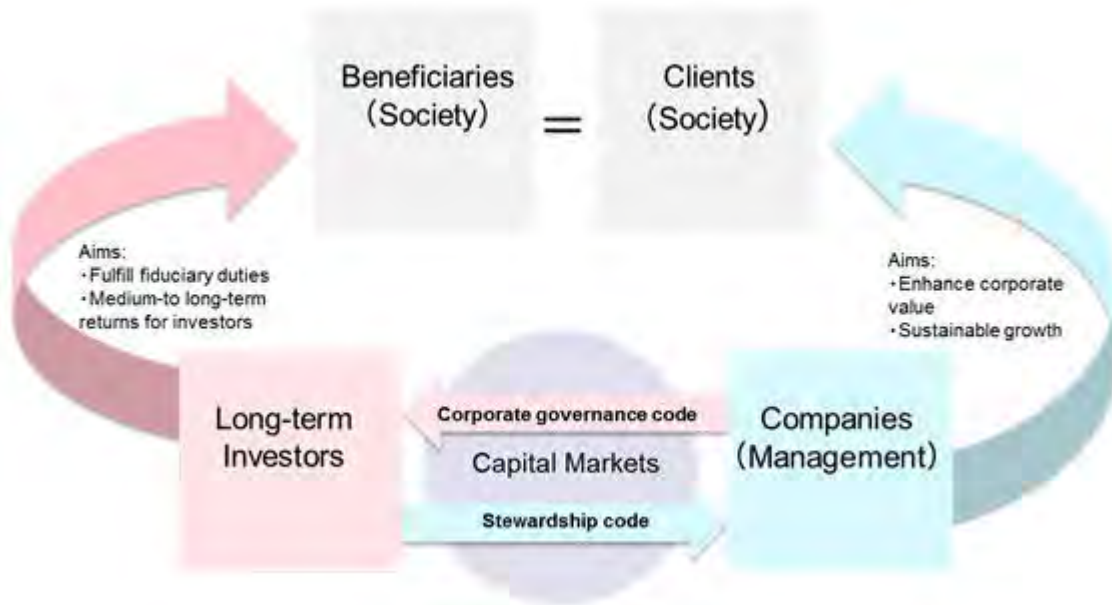 Beneficiaries
（Society）
=
Clients
（Society）
Aims:
・Fulfill fiduciary duties
・Medium-to long-term
returns for investors
Aims:
・Enhance corporate
value
・Sustainable growth
Long-term
Investors
Corporate governance code
Capital Markets
Stewardship code
Companies
（Management）